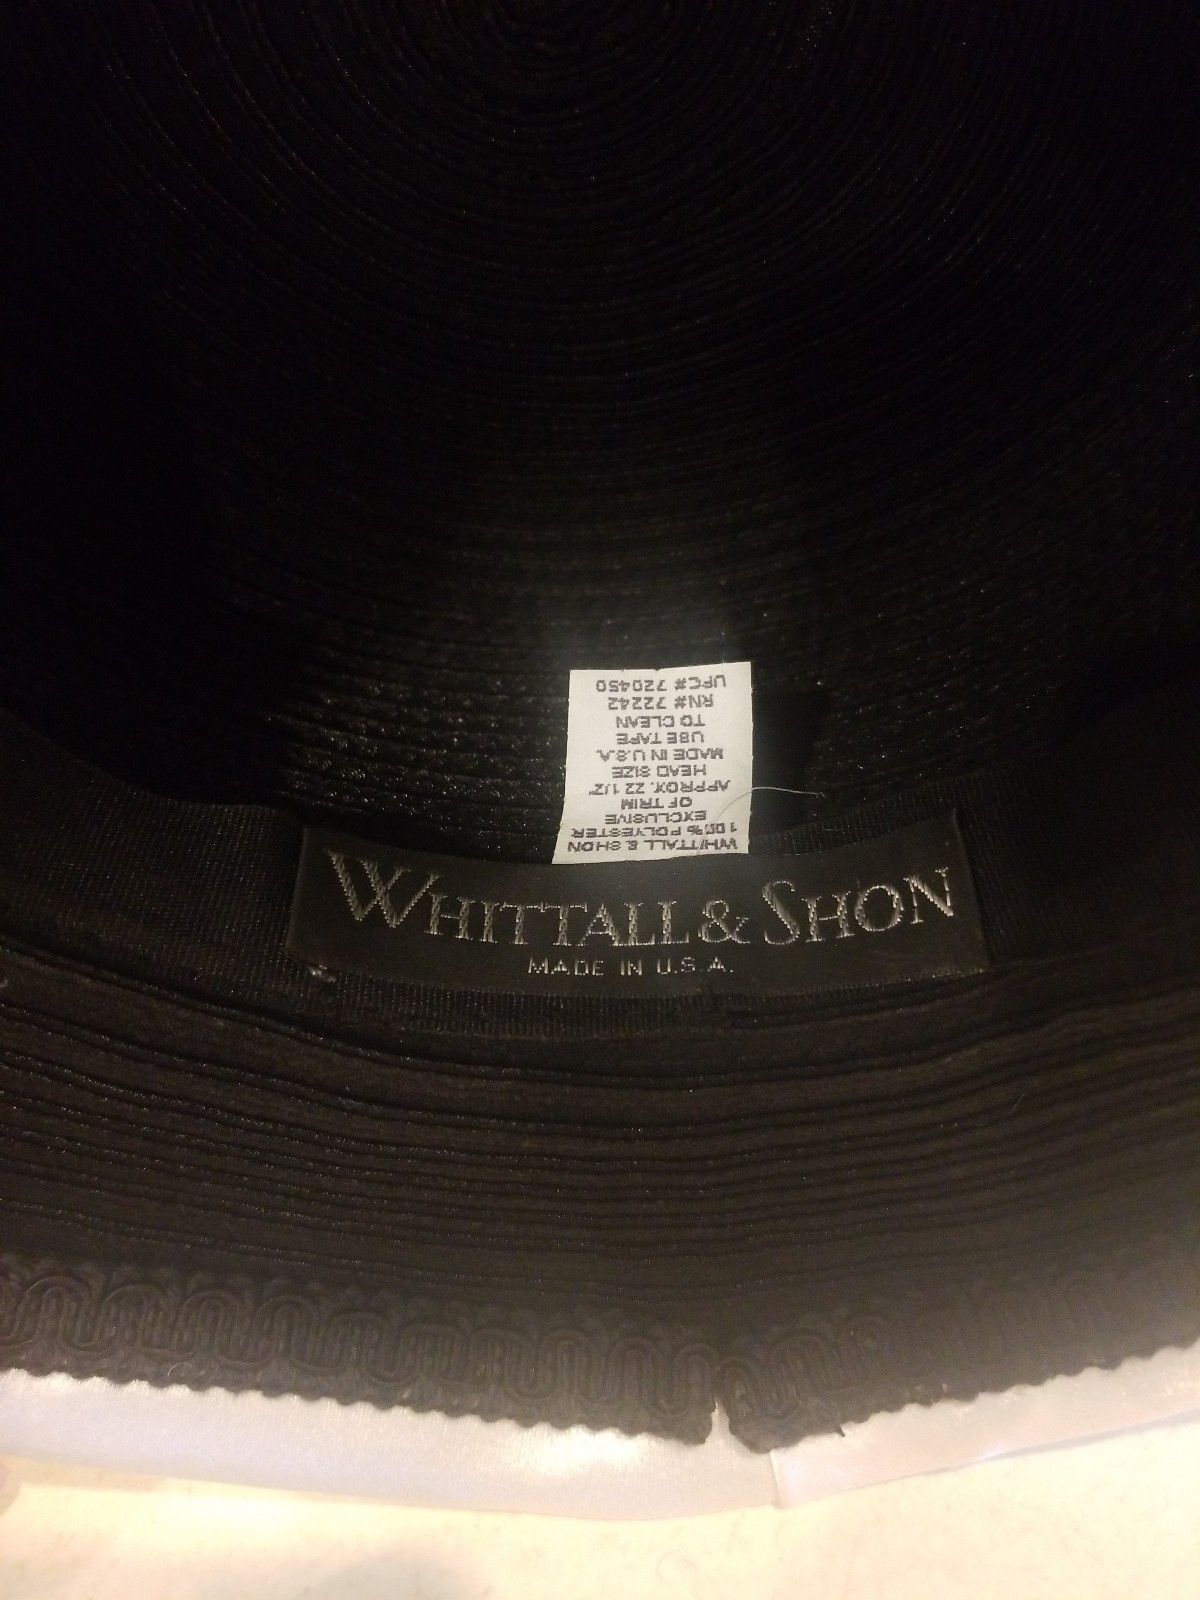 WHITTALL & SHON
100% POLYESTER
EXCLUSIVE
OF TRIM
APPROX. 22 1/2"
HEAD SIZE
MADE IN U.S.A.
USE TAPE
TO CLEAN
RN# 72242
UPC# 720450
WHITTALL & SHON
MADE IN U.S.A.